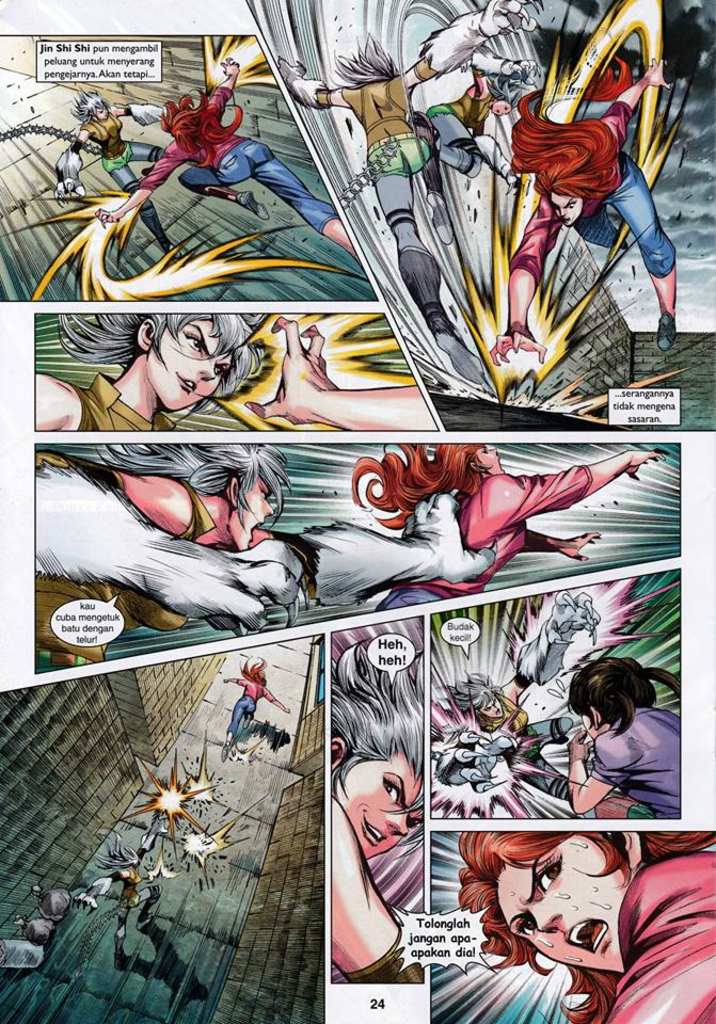 Jin Shi Shi pun mengambil
peluang untuk menyerang
pengejarnya. Akan tetapi...
...serangannya
tidak mengena
sasaran.
kau
cuba mengetuk
batu dengan
telur!
Heh,
heh!
Budak
kecil!
Tolonglah
jangan apa-
apakan dia!
24